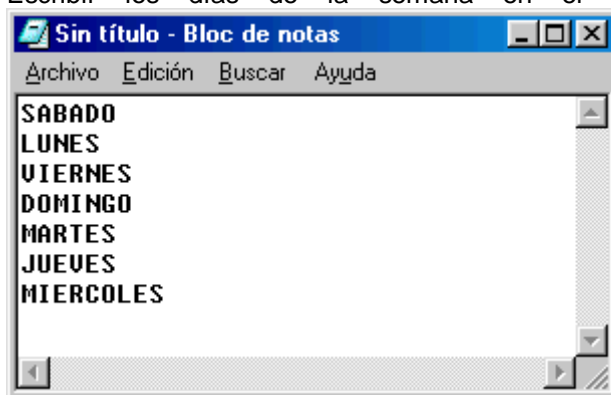 Escribir los días de la semana en el
Sin título - Bloc de notas
Archivo Edición Buscar Ayuda
SABADO
LUNES
VIERNES
DOMINGO
MARTES
JUEVES
MIERCOLES